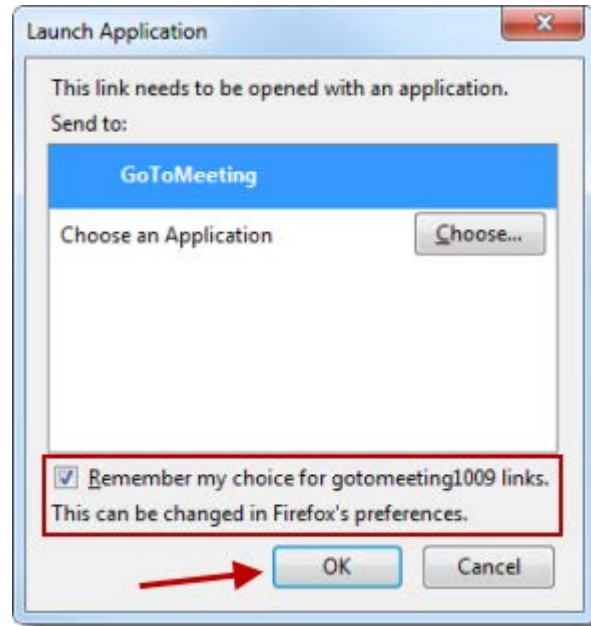 Launch Application
This link needs to be opened with an application.
Send to:
GoToMeeting
Choose an Application
Choose...
Remember my choice for gotomeeting1009 links.
This can be changed in Firefox's preferences.
OK
Cancel